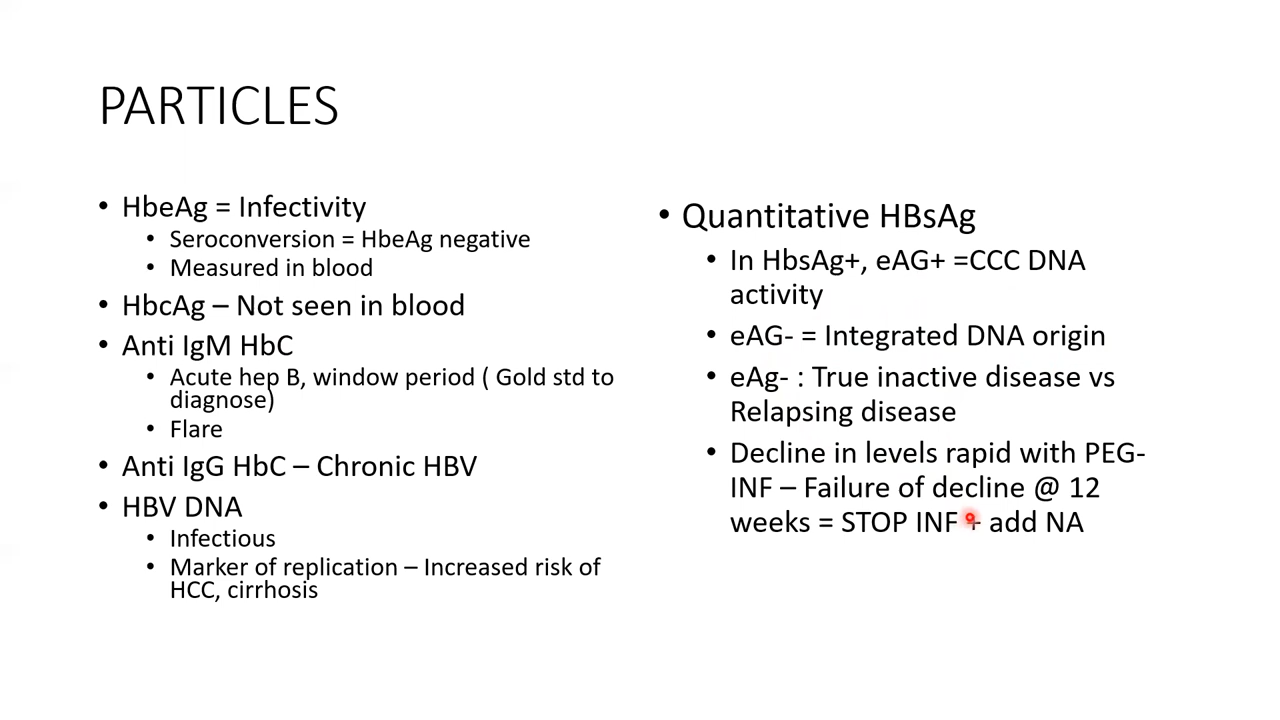 PARTICLES
• HbeAg = Infectivity
• Seroconversion = HbeAg negative
• Measured in blood
• HbcAg – Not seen in blood
• Anti IgM HbC
• Acute hep B, window period ( Gold std to
diagnose)
• Flare
• Anti IgG HbC – Chronic HBV
• HBV DNA
• Infectious
• Marker of replication – Increased risk of
HCC, cirrhosis
• Quantitative HBsAg
• In HbsAg+, eAG+ =CCC DNA
activity
• eAG- = Integrated DNA origin
• eAg- : True inactive disease vs
Relapsing disease
• Decline in levels rapid with PEG-
INF – Failure of decline @ 12
weeks = STOP INF + add NA